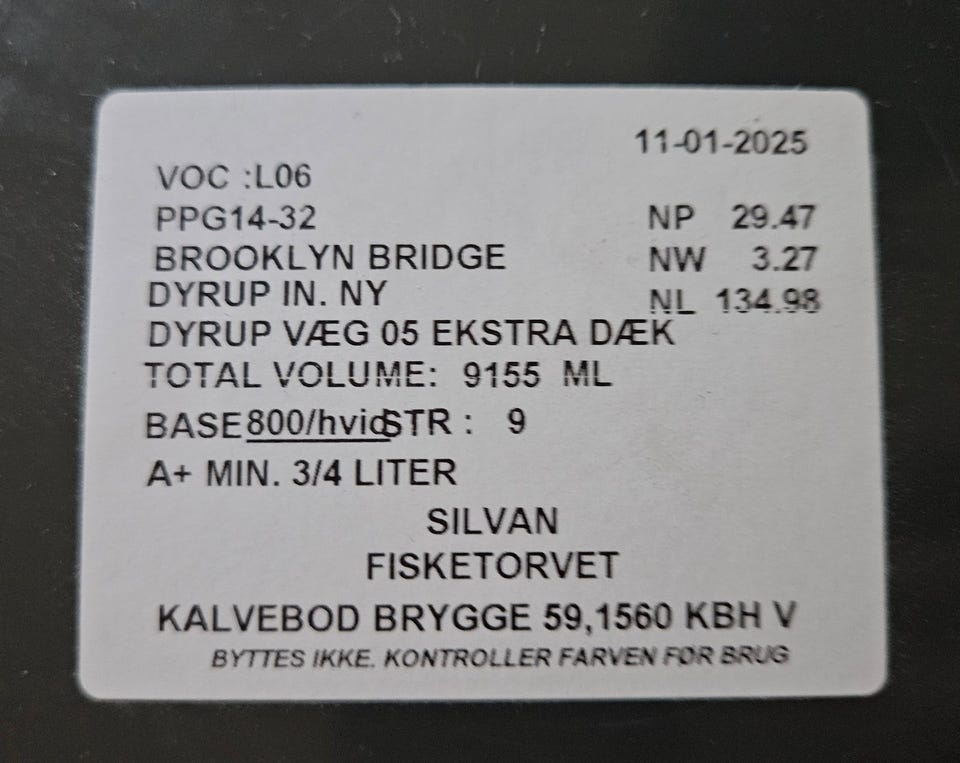 11-01-2025
VOC :L06
PPG14-32 NP 29.47
BROOKLYN BRIDGE NW 3.27
DYRUP IN. NY NL 134.98
DYRUP VÆG 05 EKSTRA DÆK
TOTAL VOLUME: 9155 ML
BASE 800/hvid STR : 9
A+ MIN. 3/4 LITER
SILVAN
FISKETORVET
KALVEBOD BRYGGE 59,1560 KBH V
BYTTES IKKE. KONTROLLER FARVEN FØR BRUG